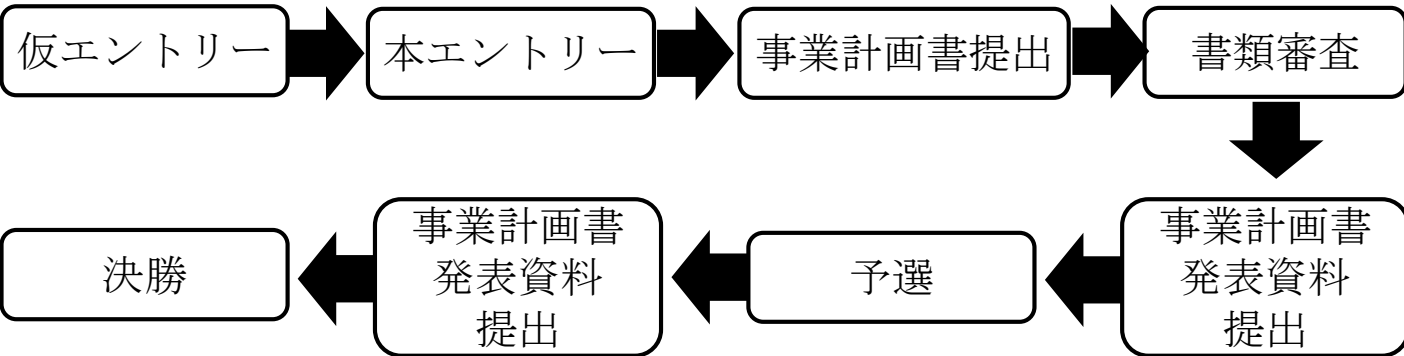 仮エントリー
本エントリー
事業計画書提出
書類審査
事業計画書
発表資料
提出
予選
事業計画書
発表資料
提出
決勝